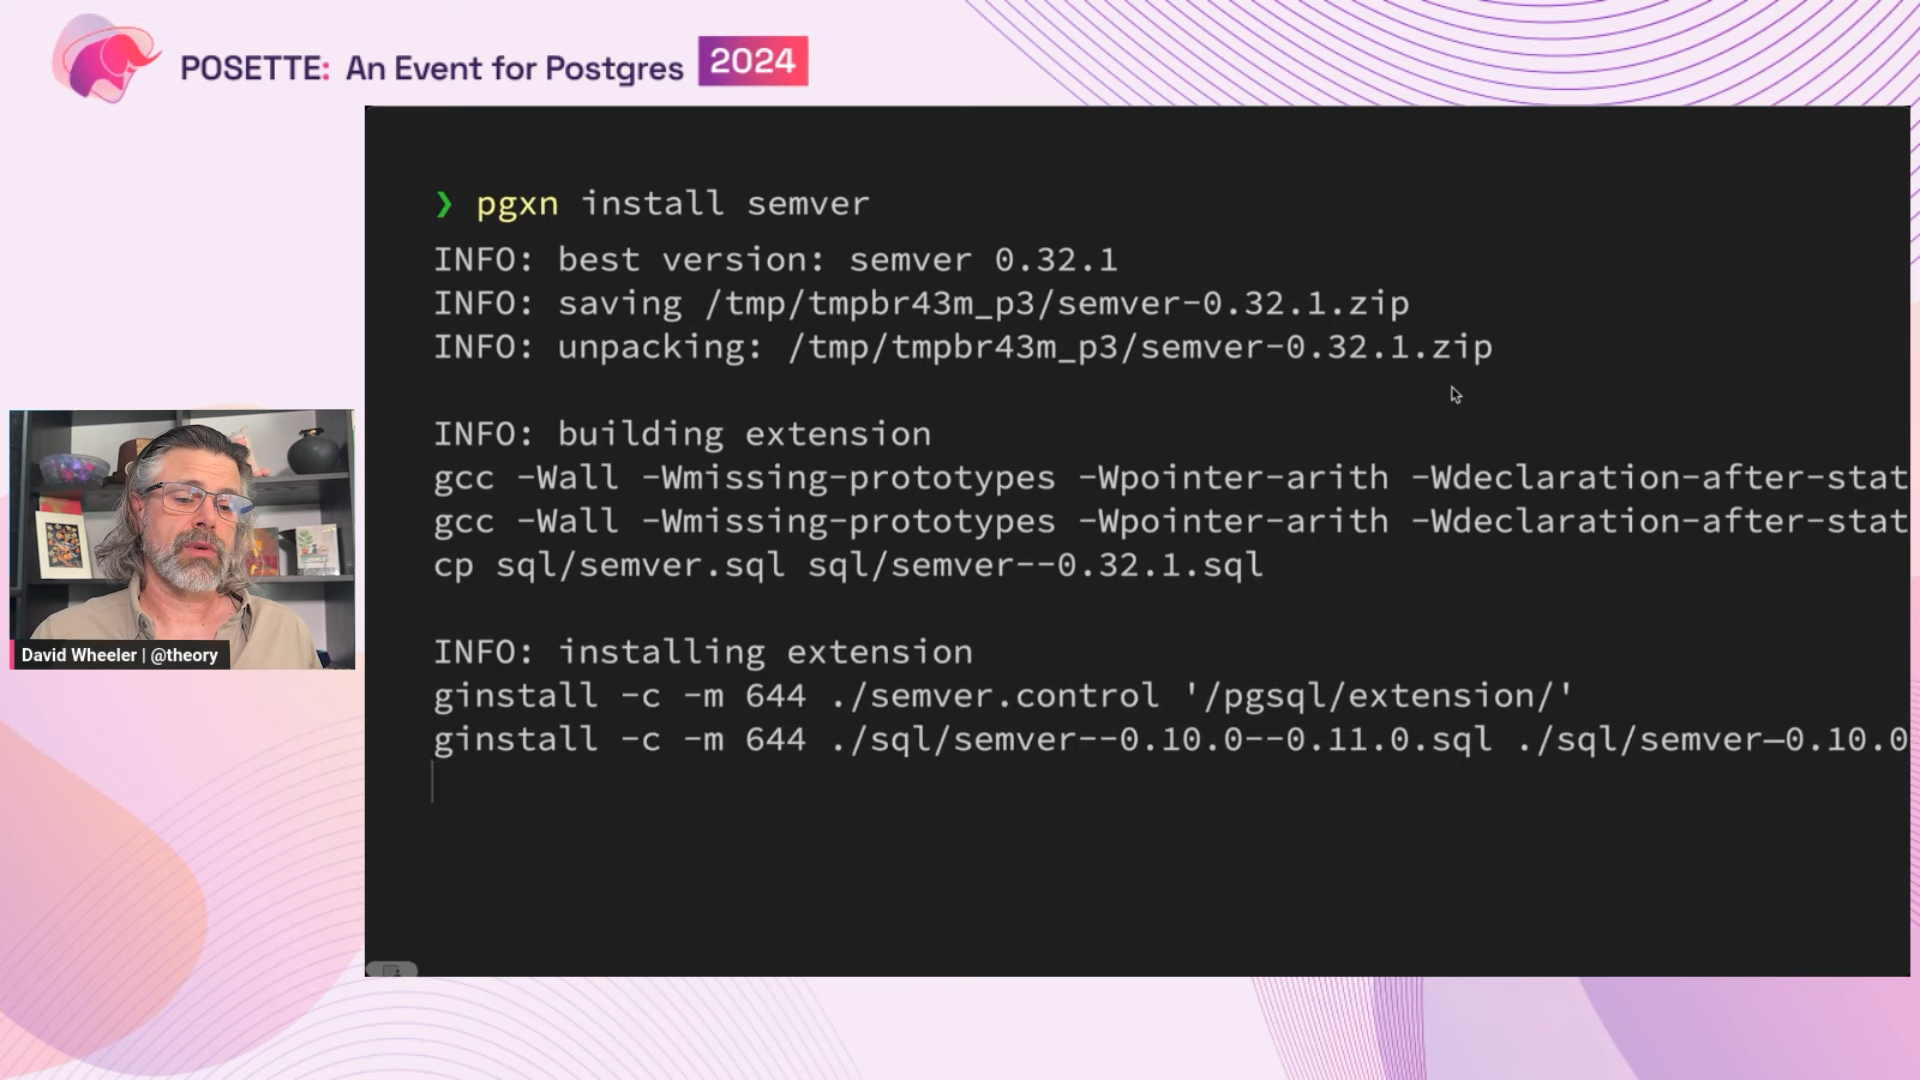 POSETTE: An Event for Postgres 2024
❯ pgxn install semver
INFO: best version: semver 0.32.1
INFO: saving /tmp/tmpbr43m_p3/semver-0.32.1.zip
INFO: unpacking: /tmp/tmpbr43m_p3/semver-0.32.1.zip
INFO: building extension
gcc -Wall -Wmissing-prototypes -Wpointer-arith -Wdeclaration-after-stat
gcc -Wall -Wmissing-prototypes -Wpointer-arith -Wdeclaration-after-stat
cp sql/semver.sql sql/semver--0.32.1.sql
INFO: installing extension
ginstall -c -m 644 ./semver.control '/pgsql/extension/'
ginstall -c -m 644 ./sql/semver--0.10.0--0.11.0.sql ./sql/semver—0.10.0
David Wheeler | @theory